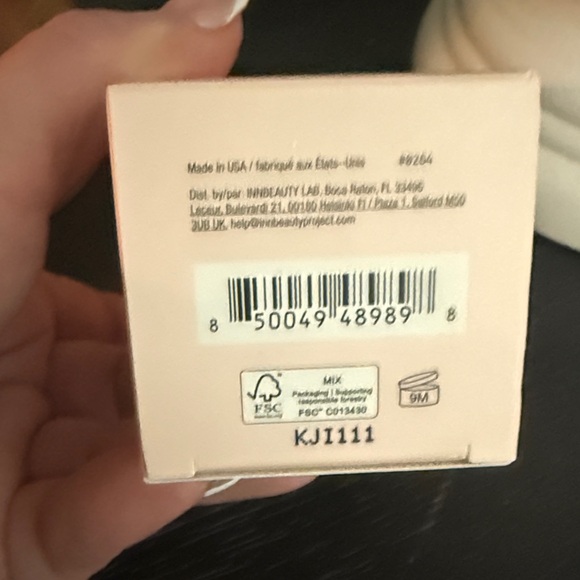 Made in USA / fabriqué aux États-Unis #8264
Dist. by/par: INNBEAUTY LAB, Boca Raton, FL 33496
Bulevardi 21, 00180 Helsinki FI / Plaza 1, Salford M50
3UB UK, help@innbeautyproject.com
8 50049 48989 8
FSC
MIX
Packaging | Supporting
responsible forestry
FSC™ C013430
9M
KJI111